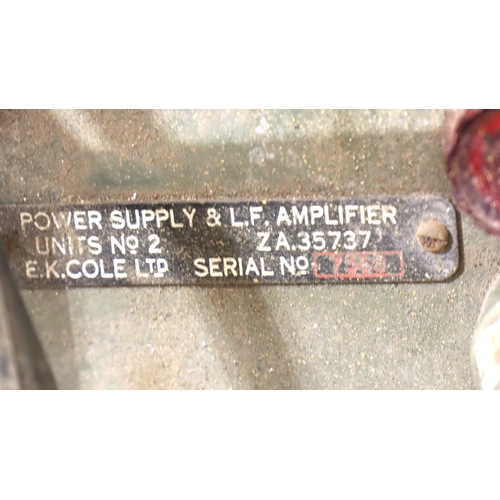 POWER SUPPLY & L.F. AMPLIFIER
UNITS Nº 2 ZA.35737
E.K.COLE LTD SERIAL Nº